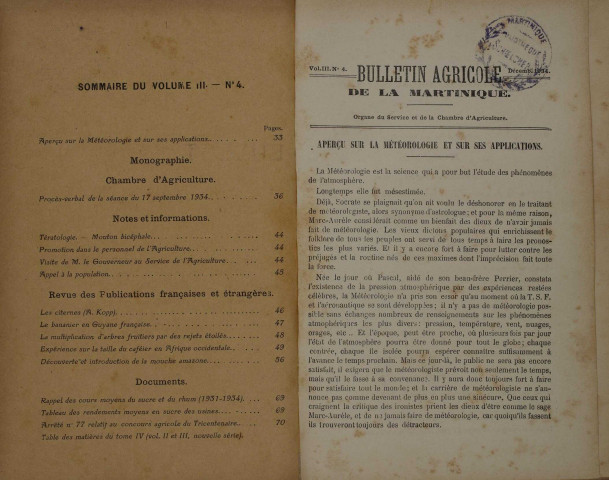 SOMMAIRE DU VOLUME III. — N° 4.
Pages.
Aperçu sur la Météorologie et sur ses applications.. . . . . . . 33
Monographie.
Chambre d'Agriculture.
Procès-verbal de la séance du 17 septembre 1934.. . . . . . 36
Notes et informations.
Tératologie. — Mouton bicéphale.. . . . . . . . 44
Promotion dans le personnel de l'Agriculture.. . . . . . 44
Visite de M. le Gouverneur au Service de l'Agriculture.. . . . 44
Appel à la population.. . . . . . . . . 45
Revue des Publications françaises et étrangères.
Les citernes (A. Kopp).. . . . . . . . . 46
Le bananier en Guyane française.. . . . . . . . 47
La multiplication d'arbres fruitiers par des rejets étoilés.. . . . . . 48
Expérience sur la taille du caféier en Afrique occidentale.. . . . 49
Découverte et introduction de la mouche amazone.. . . . . . 56
Documents.
Rappel des cours moyens du sucre et du rhum (1931-1934).. . . 69
Tableau des rendements moyens en sucre des usines.. . . . . 69
Arrêté n° 77 relatif au concours agricole du Tricentenaire.. . . . 70
Table des matières du tome IV (vol. II et III, nouvelle série).
MARTINIQUE
Vol. III. N° 4.
BULLETIN AGRICOLE
Décemb. 1934.
DE LA MARTINIQUE.
Organe du Service et de la Chambre d'Agriculture.
APERÇU SUR LA MÉTÉOROLOGIE ET SUR SES APPLICATIONS.
La Météorologie est la science qui a pour but l'étude des phénomènes
de l'atmosphère.
Longtemps elle fut mésestimée.
Déjà, Socrate se plaignait qu'on ait voulu le déshonorer en le traitant
de météorologiste, alors synonyme d'astrologue; et pour la même raison,
Marc-Aurèle considérait comme un bienfait des dieux de n'avoir jamais
fait de météorologie. Les vieux dictons populaires qui enrichissent le
folklore de tous les peuples ont servi de tous temps à faire les pronos-
tics les plus variés. Et il y a encore fort à faire pour lutter contre les
préjugés et la routine nés de ces maximes dont l'imprécision fait toute
la force.
Née le jour où Pascal, aidé de son beau-frère Perrier, constata
l'existence de la pression atmosphérique par des expériences restées
célèbres, la Météorologie n'a pris son essor qu'au moment où la T. S. F.
et l'aéronautique se sont développées; il n'y a pas de météorologie pos-
sible sans échanges nombreux de renseignements sur les phénomènes
atmosphériques les plus divers: pression, température, vent, nuages,
orages, etc... Et l'époque, peut être proche, où plusieurs fois par jour
l'état de l'atmosphère pourra être donné pour tout le globe; chaque
contrée, chaque île isolée pourra espérer connaître suffisamment à
l'avance le temps prochain. Mais ce jour-là, le public ne sera pas encore
satisfait, il exigera que le météorologiste prévoit non seulement le temps,
mais qu'il le fasse à sa convenance. Il y aura donc toujours fort à faire
pour satisfaire tout le monde; et la carrière de météorologiste ne s'an-
nonce pas comme devenant de plus en plus une sinécure. Que ceux qui
craignent la critique des ironistes prient les dieux d'être comme le sage
Marc-Aurèle, et de ne jamais faire de météorologie, car quoiqu'ils fassent
ils trouveront toujours des détracteurs.